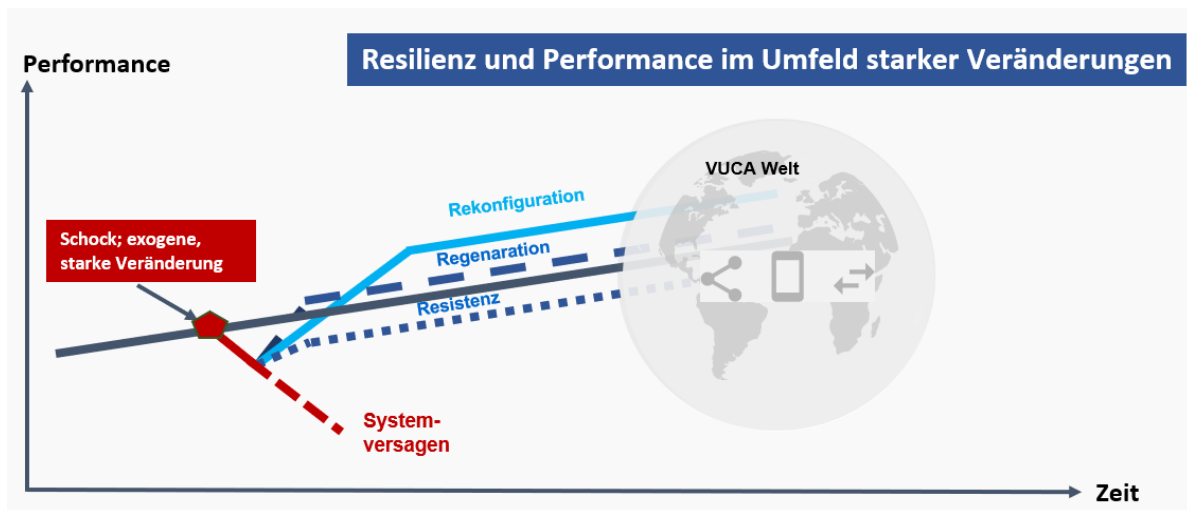 Resilienz und Performance im Umfeld starker Veränderungen
Performance
VUCA Welt
Rekonfiguration
Schock; exogene,
starke Veränderung
Regenaration
Resistenz
System-
versagen
Zeit